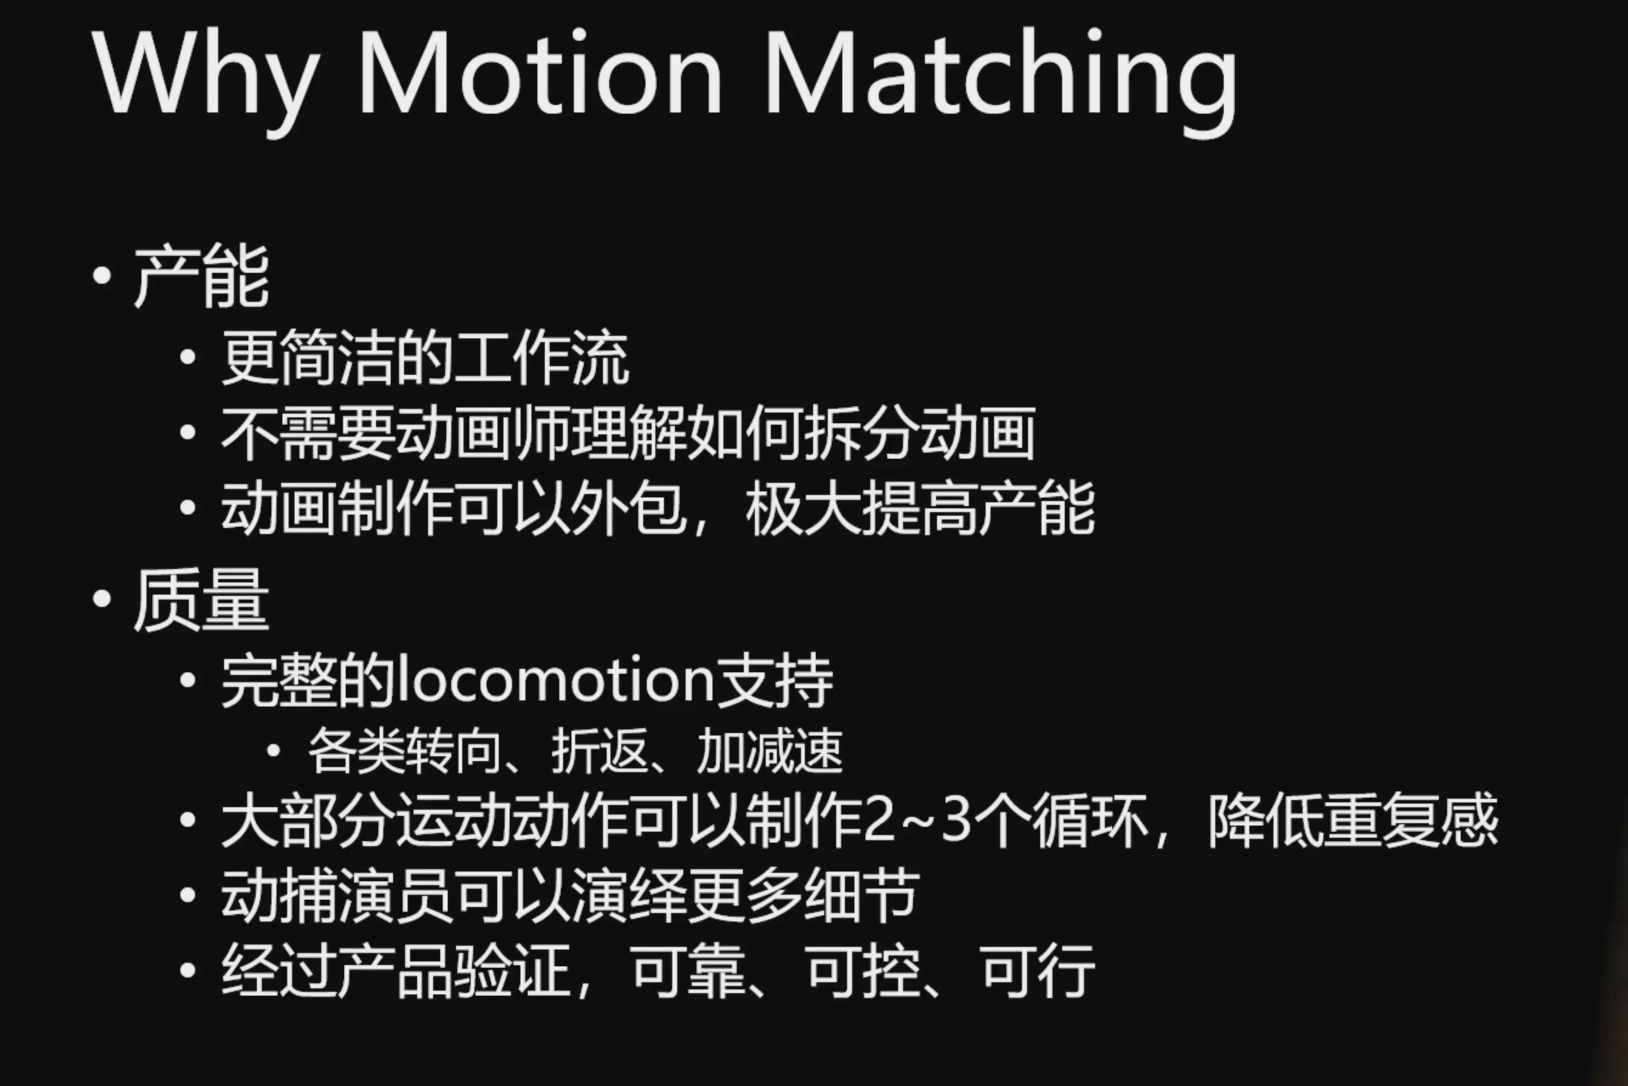 Why Motion Matching
• 产能
• 更简洁的工作流
• 不需要动画师理解如何拆分动画
• 动画制作可以外包，极大提高产能
• 质量
• 完整的locomotion支持
• 各类转向、折返、加减速
• 大部分运动动作可以制作2~3个循环，降低重复感
• 动捕演员可以演绎更多细节
• 经过产品验证，可靠、可控、可行